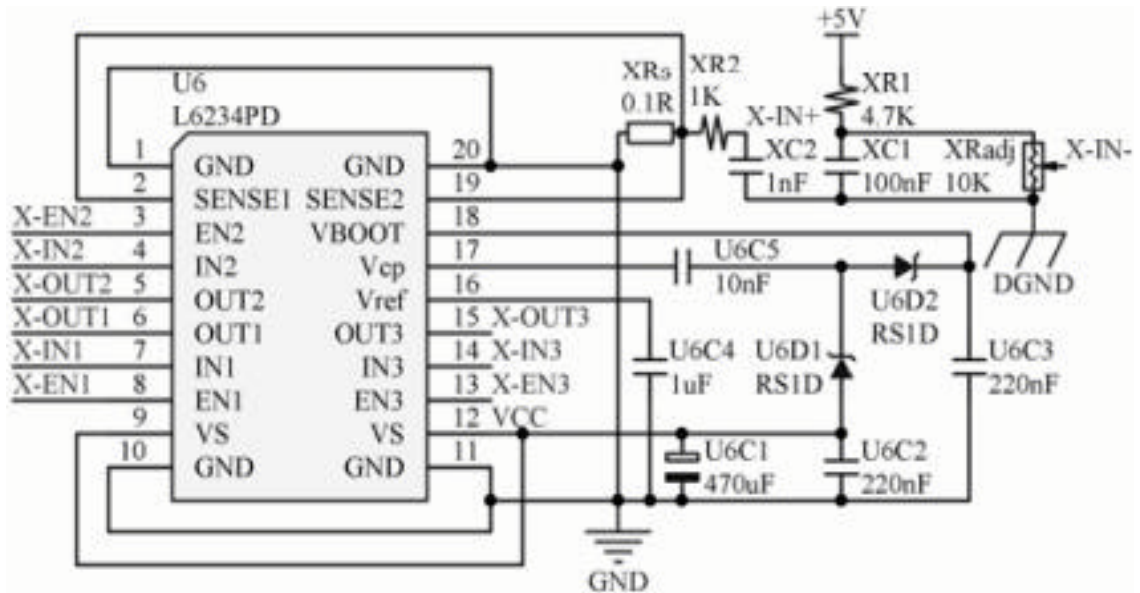 +5V
U6
L6234PD
XRs
0.1R
XR2
1K
X-IN+
XR1
4.7K
XC2
1nF
XC1
100nF
XRadj
10K
X-IN-
1 GND GND 20
2 SENSE1 SENSE2 19
X-EN2 3 EN2 VBOOT 18
X-IN2 4 IN2 Vcp 17
X-OUT2 5 OUT2 Vref 16
X-OUT1 6 OUT1 OUT3 15 X-OUT3
X-IN1 7 IN1 IN3 14 X-IN3
X-EN1 8 EN1 EN3 13 X-EN3
9 VS VS 12 VCC
10 GND GND 11
U6C5
10nF
U6D2
RS1D
DGND
U6C4
1uF
U6D1
RS1D
U6C3
220nF
U6C1
470uF
U6C2
220nF
GND